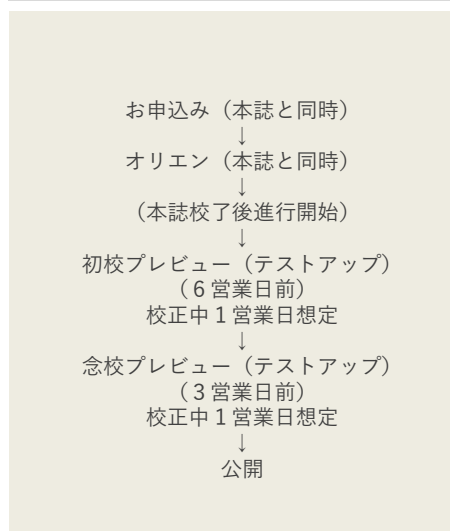 お申込み（本誌と同時）
↓
オリエン（本誌と同時）
↓
（本誌校了後進行開始）
↓
初校プレビュー（テストアップ）
（６営業日前）
校正中１営業日想定
↓
念校プレビュー（テストアップ）
（３営業日前）
校正中１営業日想定
↓
公開